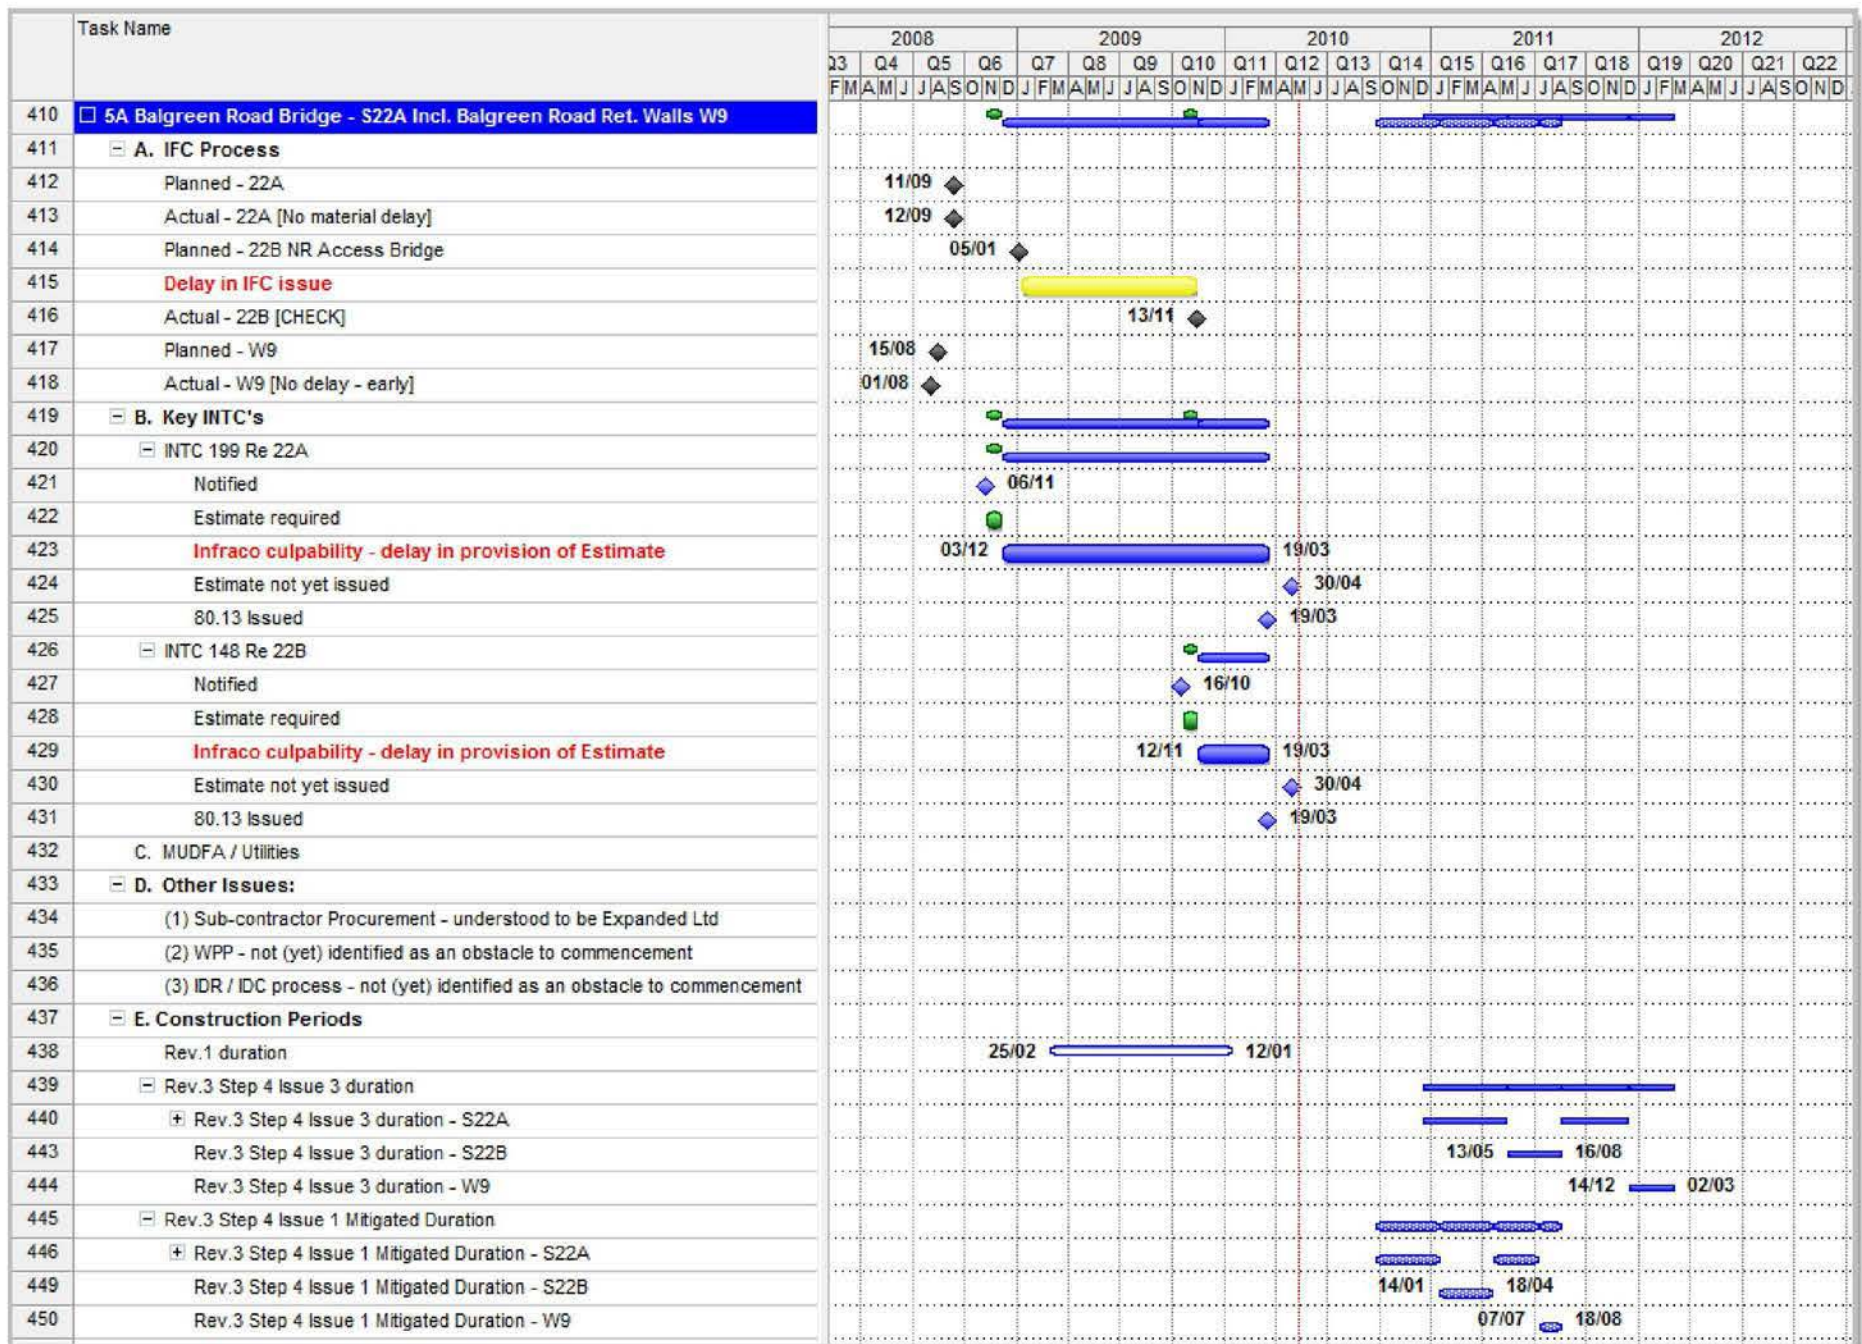 Task Name
2008 2009 2010 2011 2012
Q3 Q4 Q5 Q6 Q7 Q8 Q9 Q10 Q11 Q12 Q13 Q14 Q15 Q16 Q17 Q18 Q19 Q20 Q21 Q22
F M A M J J A S O N D J F M A M J J A S O N D J F M A M J J A S O N D J F M A M J J A S O N D J F M A M J J A S O N D
410 5A Balgreen Road Bridge - S22A Incl. Balgreen Road Ret. Walls W9
411 A. IFC Process
412 Planned - 22A 11/09
413 Actual - 22A [No material delay] 12/09
414 Planned - 22B NR Access Bridge 05/01
415 Delay in IFC issue
416 Actual - 22B [CHECK] 13/11
417 Planned - W9 15/08
418 Actual - W9 [No delay - early] 01/08
419 B. Key INTC's
420 INTC 199 Re 22A
421 Notified 06/11
422 Estimate required
423 Infraco culpability - delay in provision of Estimate 03/12 19/03
424 Estimate not yet issued 30/04
425 80.13 Issued 19/03
426 INTC 148 Re 22B
427 Notified 16/10
428 Estimate required
429 Infraco culpability - delay in provision of Estimate 12/11 19/03
430 Estimate not yet issued 30/04
431 80.13 Issued 19/03
432 C. MUDFA / Utilities
433 D. Other Issues:
434 (1) Sub-contractor Procurement - understood to be Expanded Ltd
435 (2) WPP - not (yet) identified as an obstacle to commencement
436 (3) IDR / IDC process - not (yet) identified as an obstacle to commencement
437 E. Construction Periods
438 Rev.1 duration 25/02 12/01
439 Rev.3 Step 4 Issue 3 duration
440 Rev.3 Step 4 Issue 3 duration - S22A
443 Rev.3 Step 4 Issue 3 duration - S22B 13/05 16/08
444 Rev.3 Step 4 Issue 3 duration - W9 14/12 02/03
445 Rev.3 Step 4 Issue 1 Mitigated Duration
446 Rev.3 Step 4 Issue 1 Mitigated Duration - S22A
449 Rev.3 Step 4 Issue 1 Mitigated Duration - S22B 14/01 18/04
450 Rev.3 Step 4 Issue 1 Mitigated Duration - W9 07/07 18/08